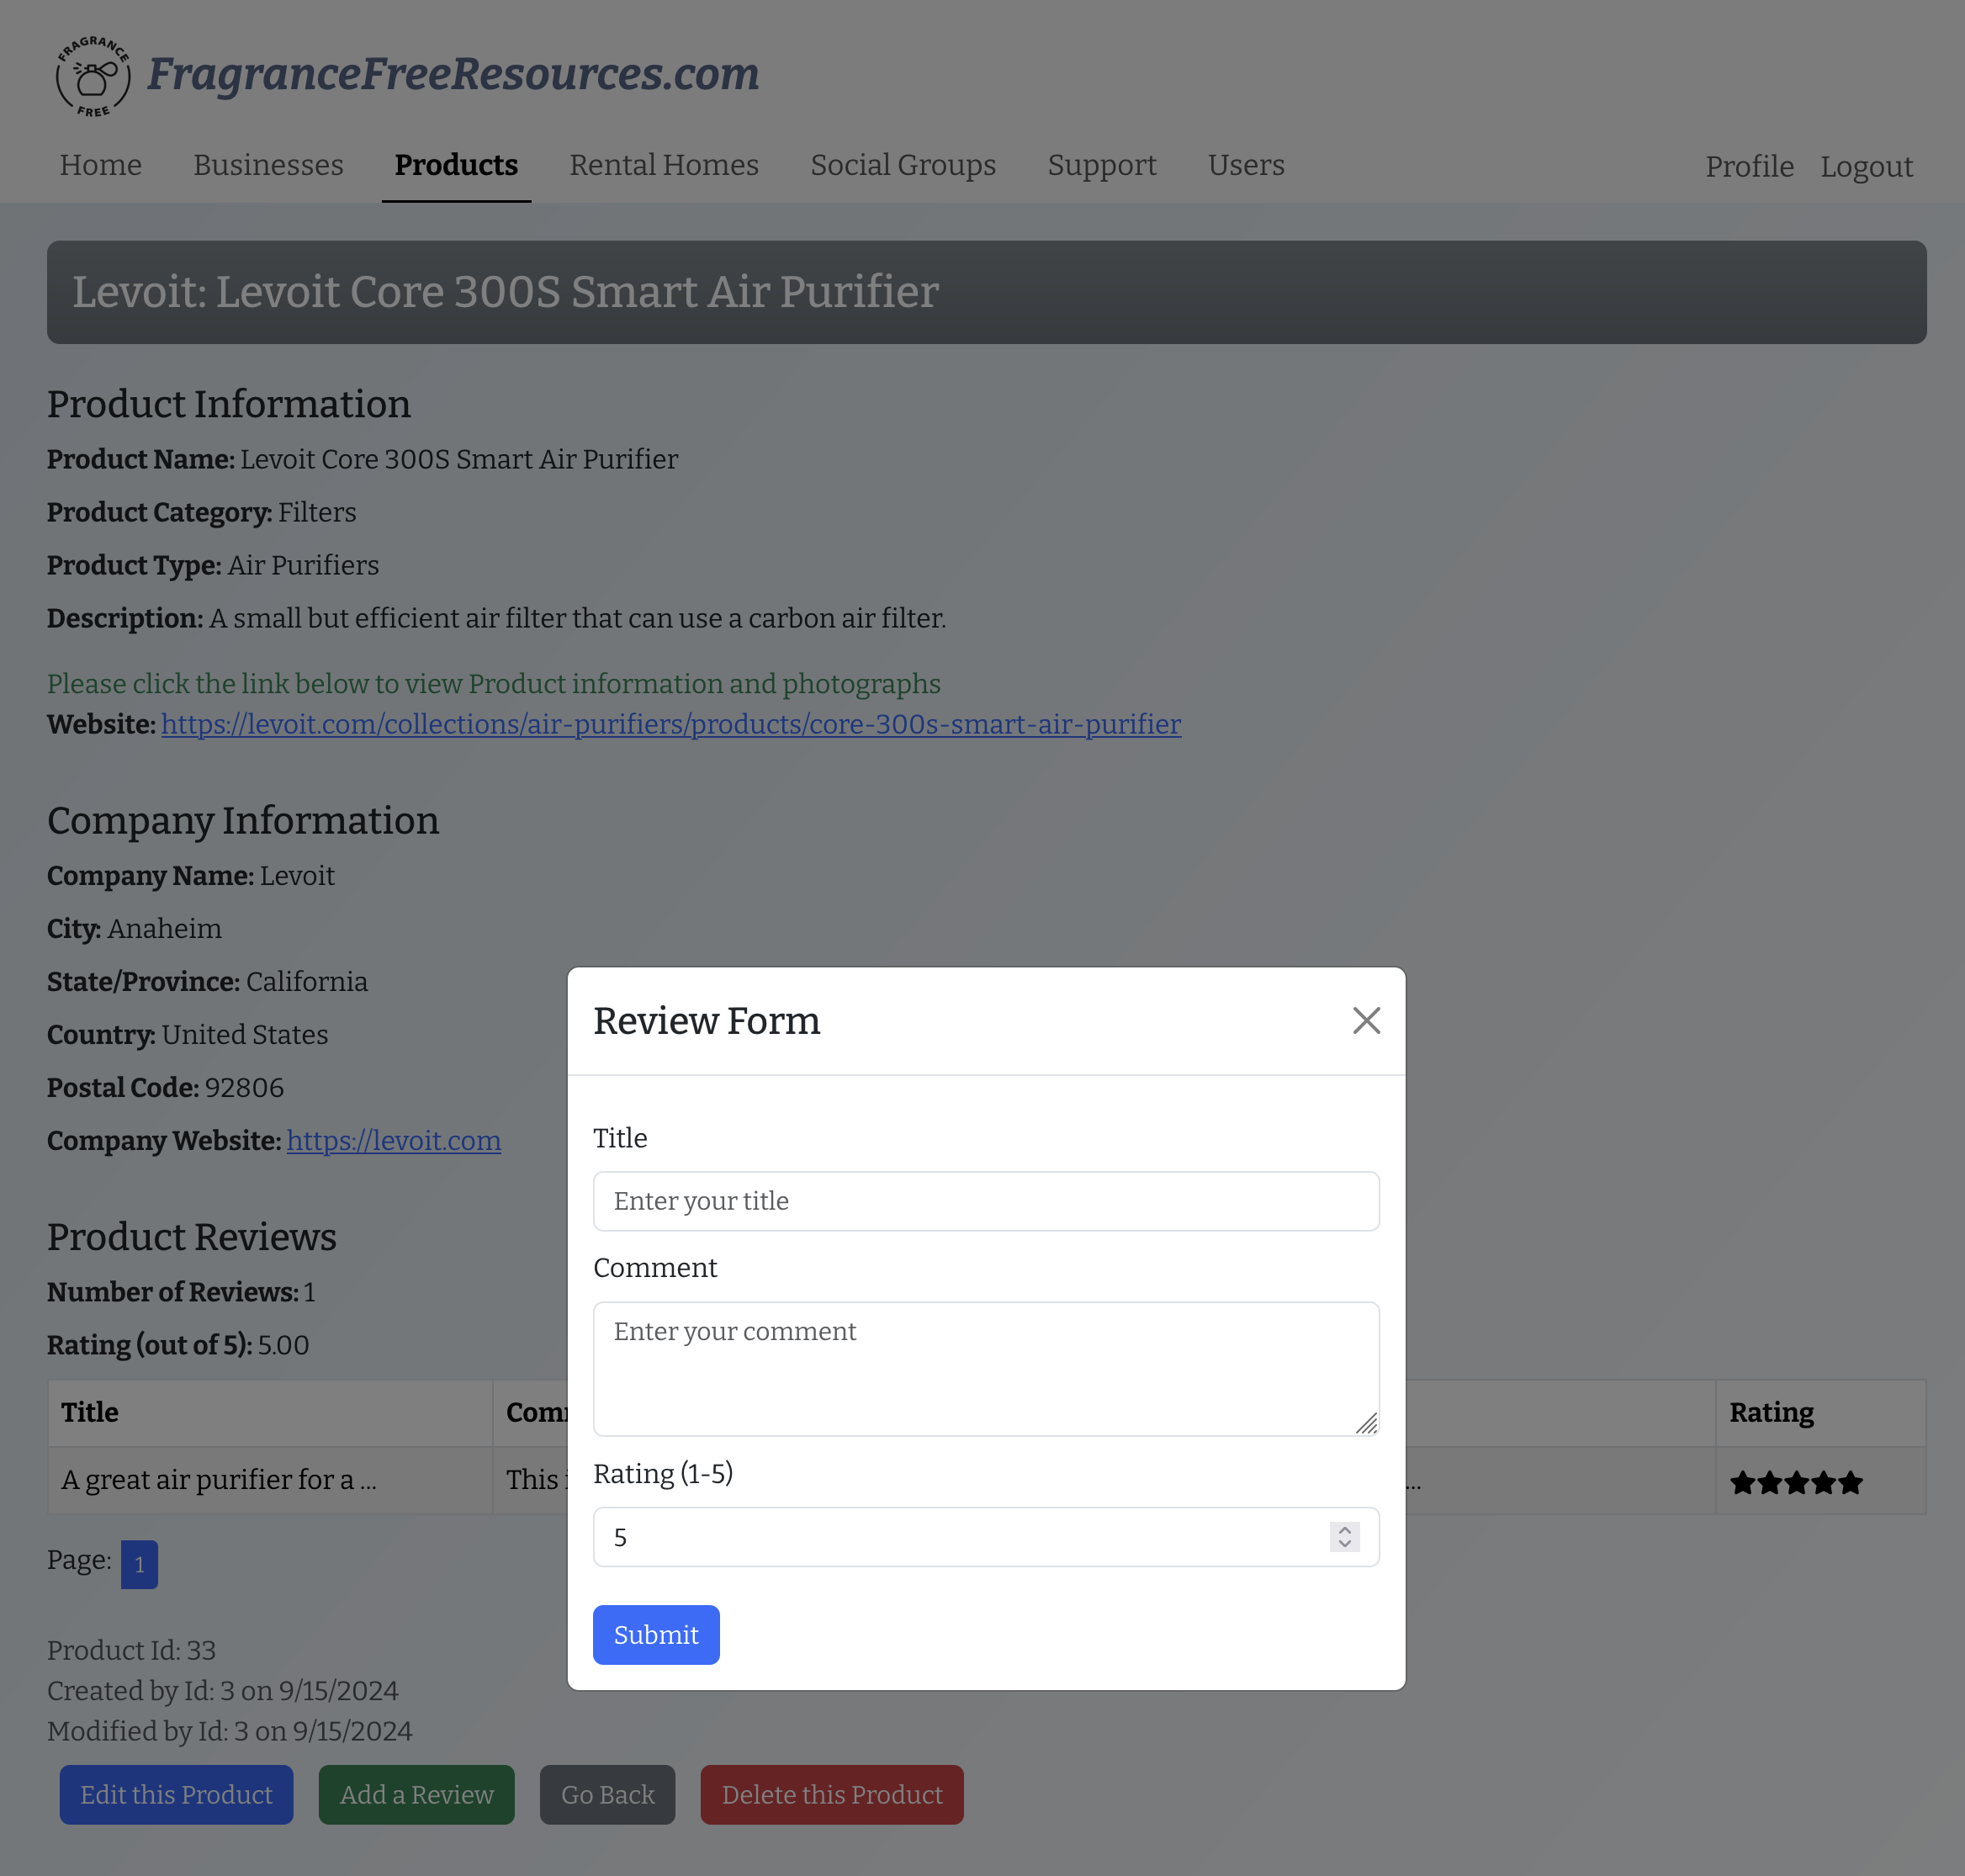 FRAGRANCE
FREE
FragranceFreeResources.com
Home Businesses Products Rental Homes Social Groups Support Users Profile Logout
Levoit: Levoit Core 300S Smart Air Purifier
Product Information
Product Name: Levoit Core 300S Smart Air Purifier
Product Category: Filters
Product Type: Air Purifiers
Description: A small but efficient air filter that can use a carbon air filter.
Please click the link below to view Product information and photographs
Website: https://levoit.com/collections/air-purifiers/products/core-300s-smart-air-purifier
Company Information
Company Name: Levoit
City: Anaheim
State/Province: California
Country: United States
Postal Code: 92806
Company Website: https://levoit.com
Product Reviews
Number of Reviews: 1
Rating (out of 5): 5.00
Title Rating
A great air purifier for a ... This ...
Page: 1
Product Id: 33
Created by Id: 3 on 9/15/2024
Modified by Id: 3 on 9/15/2024
Edit this Product Add a Review Go Back Delete this Product
Review Form
Title
Enter your title
Comment
Enter your comment
Rating (1-5)
5
Submit